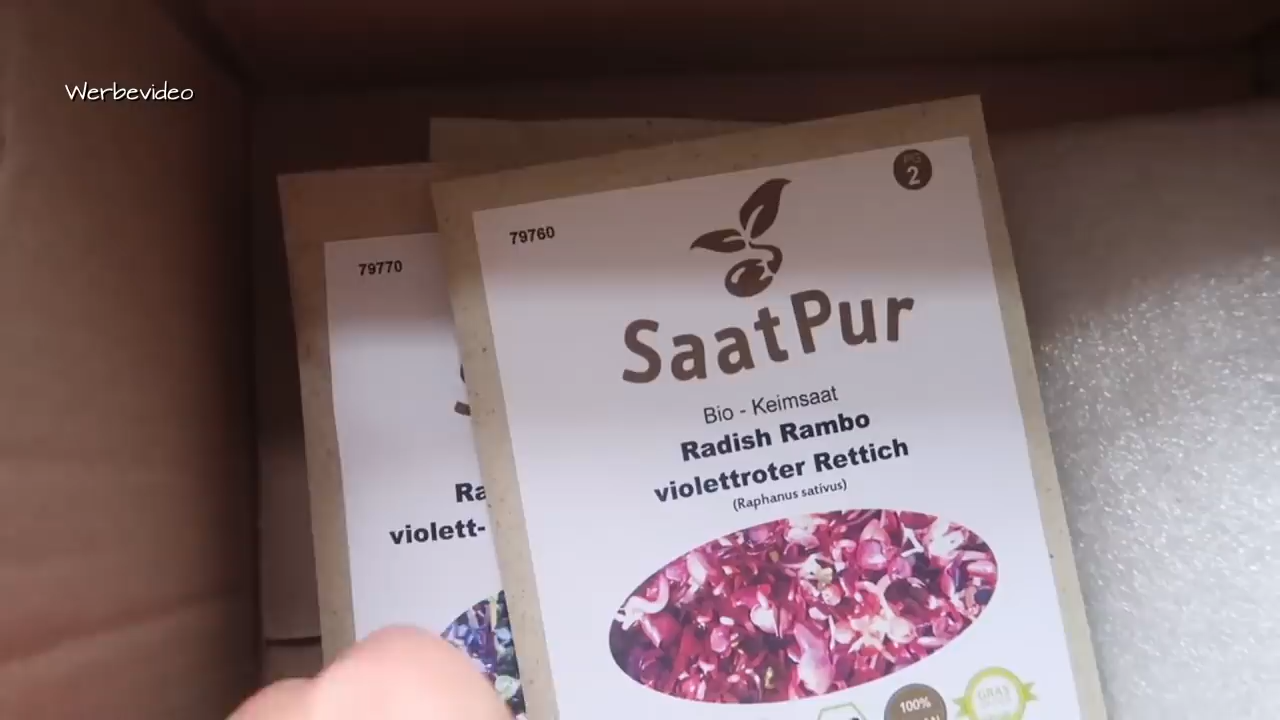 Werbevideo
PG
2
79760
79770
SaatPur
Bio - Keimsaat
Radish Rambo
violettroter Rettich
(Raphanus sativus)
Ra
violett-
100%